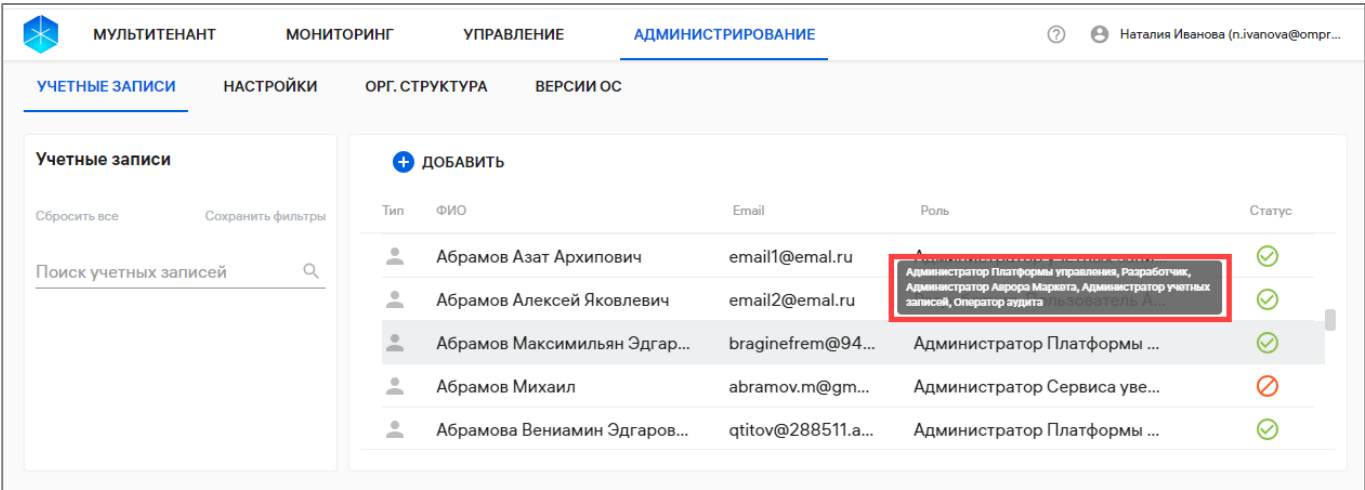 МУЛЬТИТЕНАНТ МОНИТОРИНГ УПРАВЛЕНИЕ АДМИНИСТРИРОВАНИЕ Наталия Иванова (n.ivanova@ompr...
УЧЕТНЫЕ ЗАПИСИ НАСТРОЙКИ ОРГ. СТРУКТУРА ВЕРСИИ ОС
Учетные записи
Сбросить все Сохранить фильтры
Поиск учетных записей
ДОБАВИТЬ
Тип ФИО Email Роль Статус
Абрамов Азат Архипович email1@emal.ru
Администратор Платформы управления, Разработчик,
Администратор Аврора Маркета, Администратор учетных
записей, Оператор аудита
Абрамов Алексей Яковлевич email2@emal.ru
Абрамов Максимильян Эдгар... braginefrem@94... Администратор Платформы ...
Абрамов Михаил abramov.m@gm... Администратор Сервиса уве...
Абрамова Вениамин Эдгаров... qtitov@288511.a... Администратор Платформы ...